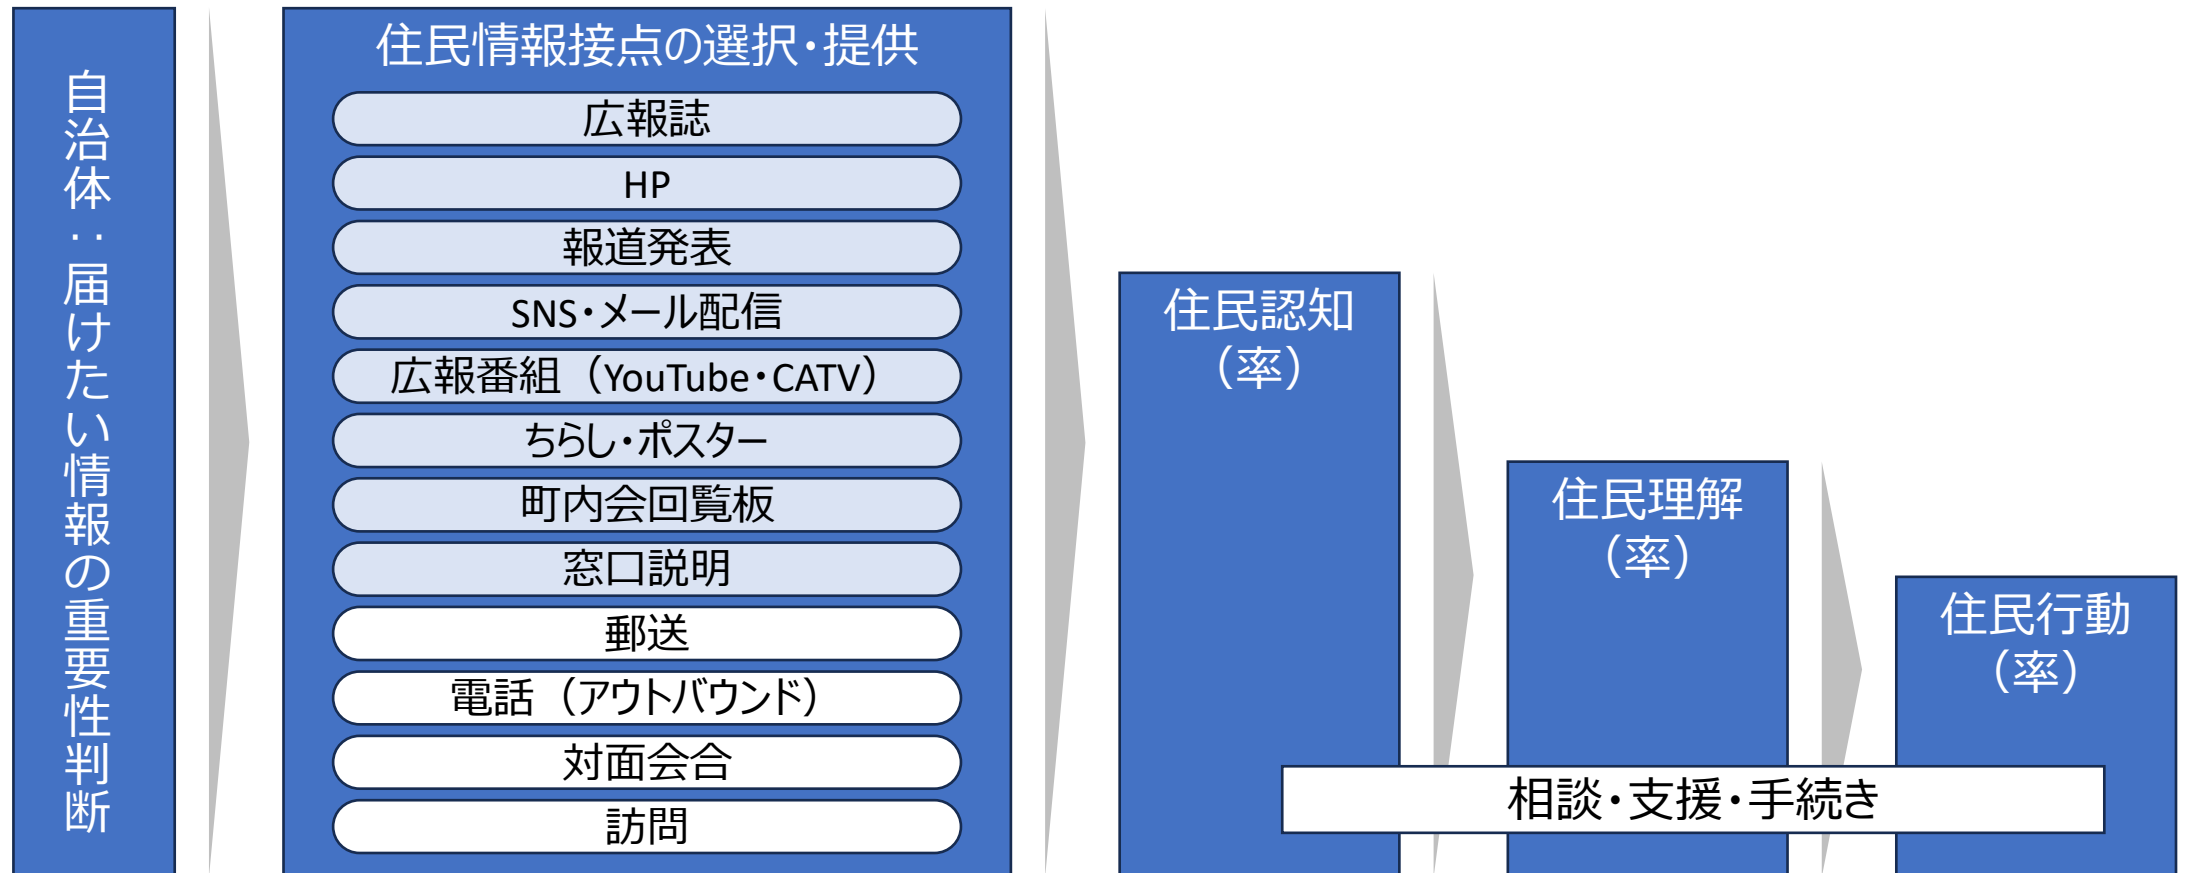 自治体：届けたい情報の重要性判断
住民情報接点の選択・提供
広報誌
HP
報道発表
SNS・メール配信
広報番組（YouTube・CATV）
ちらし・ポスター
町内会回覧板
窓口説明
郵送
電話（アウトバウンド）
対面会合
訪問
住民認知
（率）
住民理解
（率）
住民行動
（率）
相談・支援・手続き